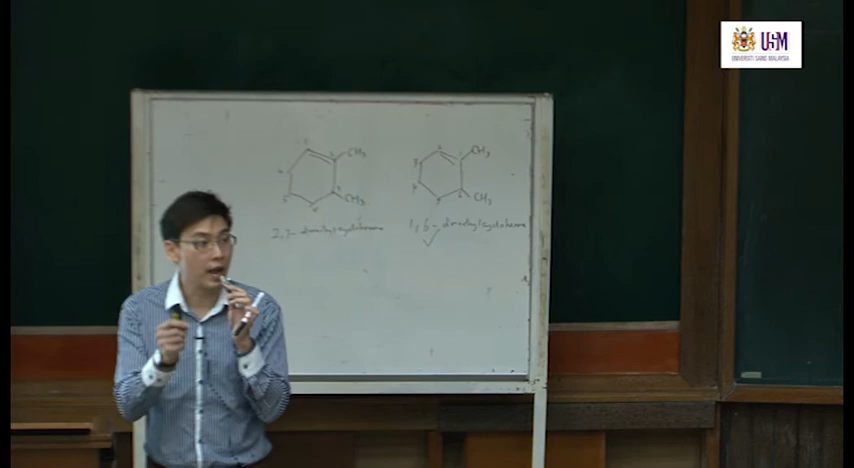 USM
UNIVERSITI SAINS MALAYSIA
CH3
CH3
2,3- dimethylcyclohexene
CH3
CH3
1,6- dimethylcyclohexene